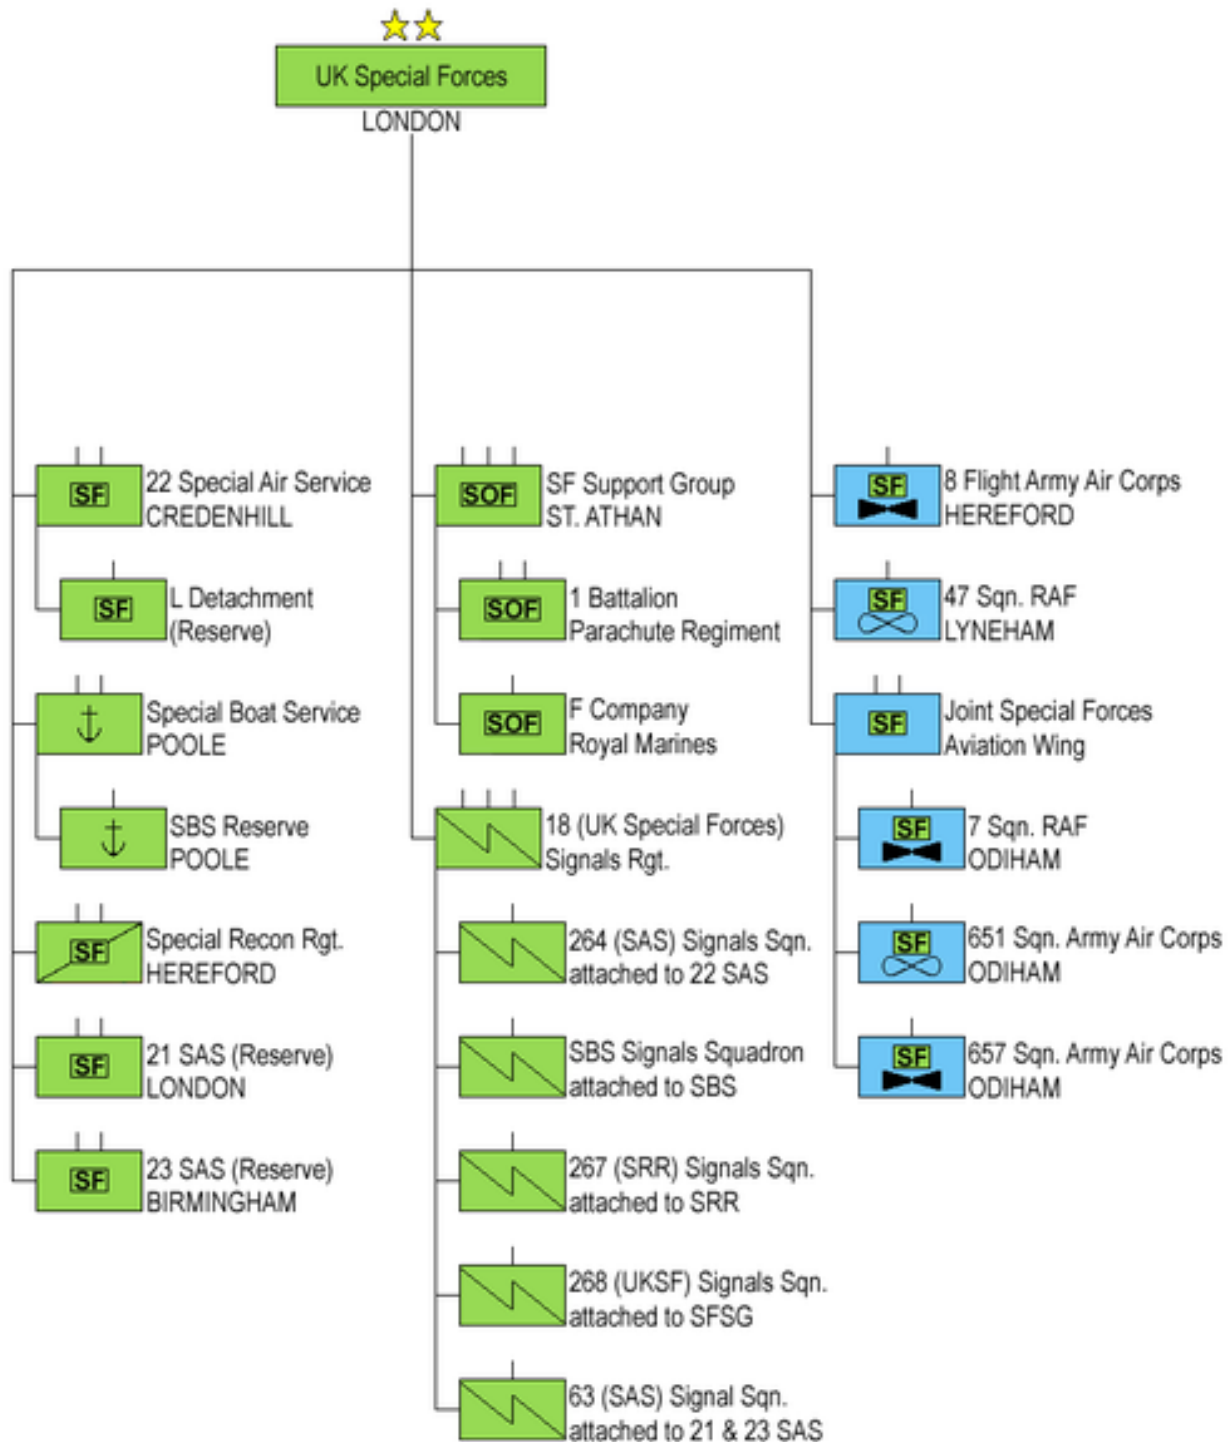 UK Special Forces
LONDON
SF
22 Special Air Service
CREDENHILL
SF
L Detachment
(Reserve)
Special Boat Service
POOLE
SBS Reserve
POOLE
SF
Special Recon Rgt.
HEREFORD
SF
21 SAS (Reserve)
LONDON
SF
23 SAS (Reserve)
BIRMINGHAM
SOF
SF Support Group
ST. ATHAN
SOF
1 Battalion
Parachute Regiment
SOF
F Company
Royal Marines
18 (UK Special Forces)
Signals Rgt.
264 (SAS) Signals Sqn.
attached to 22 SAS
SBS Signals Squadron
attached to SBS
267 (SRR) Signals Sqn.
attached to SRR
268 (UKSF) Signals Sqn.
attached to SFSG
63 (SAS) Signal Sqn.
attached to 21 & 23 SAS
SF
8 Flight Army Air Corps
HEREFORD
SF
47 Sqn. RAF
LYNEHAM
SF
Joint Special Forces
Aviation Wing
SF
7 Sqn. RAF
ODIHAM
SF
651 Sqn. Army Air Corps
ODIHAM
SF
657 Sqn. Army Air Corps
ODIHAM